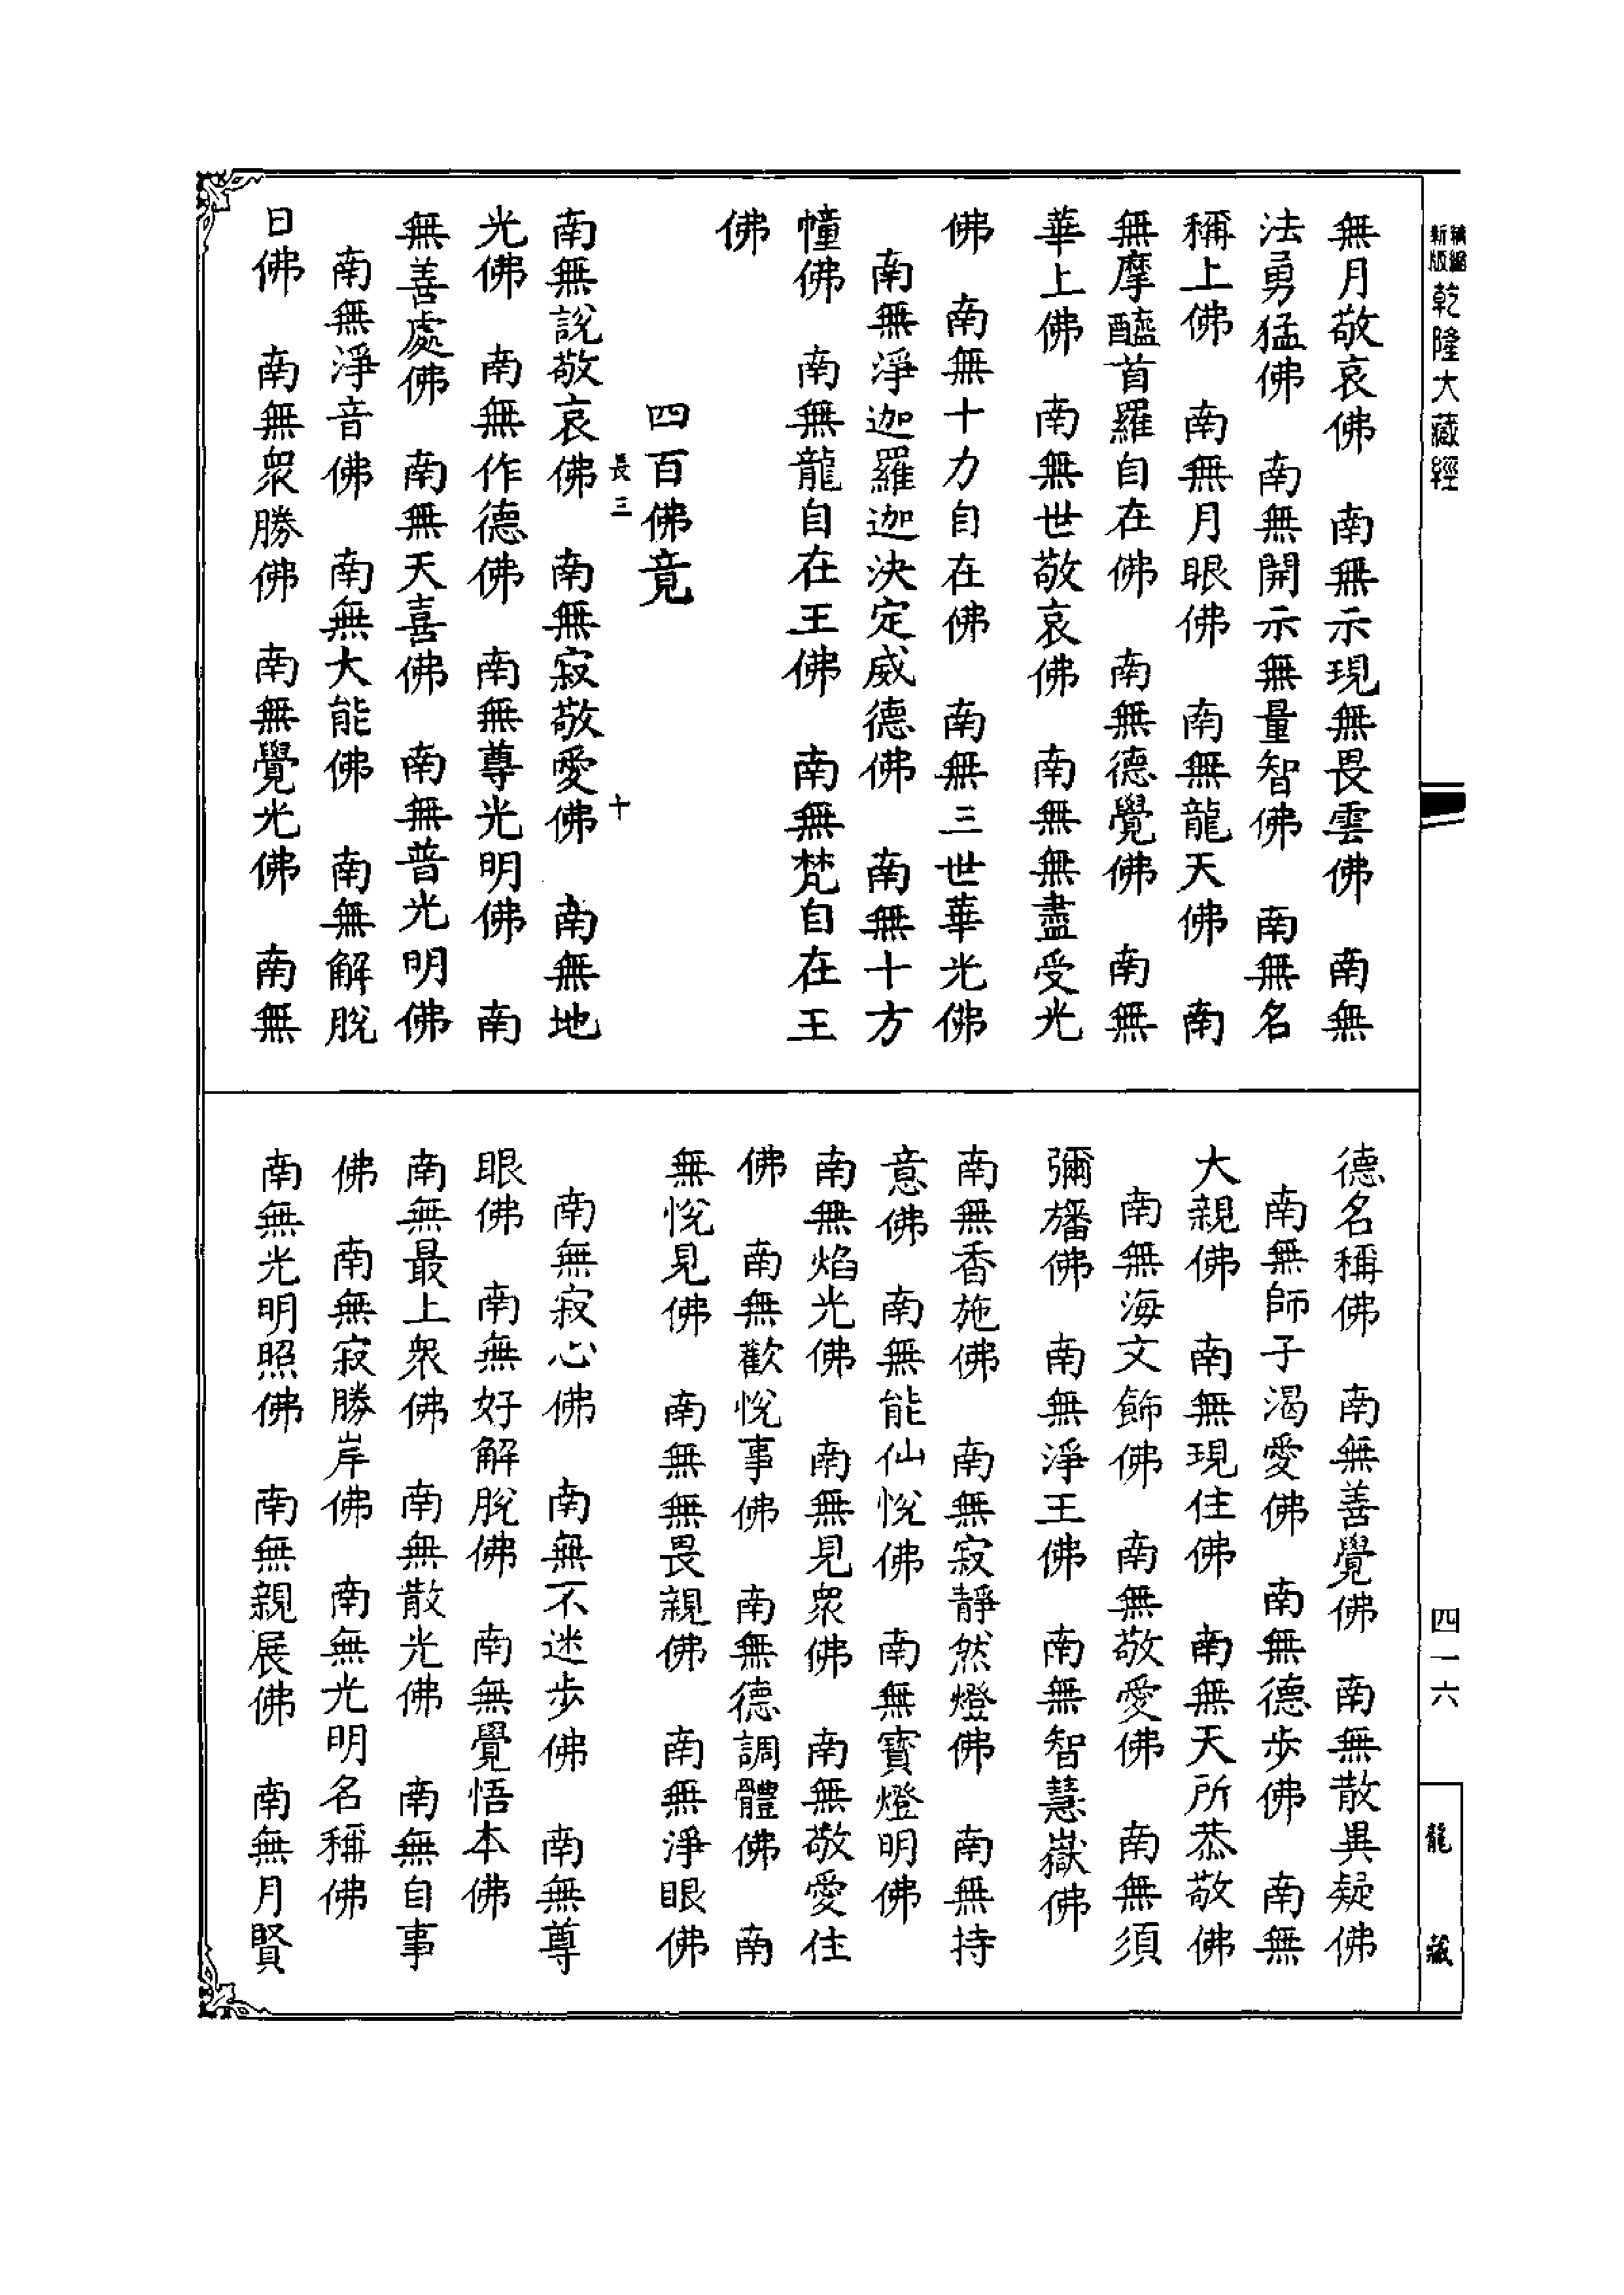 新版 縮編 乾隆大藏經
四一六
龍藏
無月敬哀佛　南無示現無畏雲佛　南無
法勇猛佛　南無開示無量智佛　南無名
稱上佛　南無月眼佛　南無龍天佛　南
無摩醯首羅自在佛　南無德覺佛　南無
華上佛　南無世敬哀佛　南無無盡受光
佛　南無十力自在佛　南無三世華光佛
南無淨迦羅迦決定威德佛　南無十方
幢佛　南無龍自在王佛　南無梵自在王
佛
四百佛竟
長三　十
南無說敬哀佛　南無寂敬愛佛　南無地
光佛　南無作德佛　南無尊光明佛　南
無善處佛　南無天喜佛　南無普光明佛
南無淨音佛　南無大能佛　南無解脫
日佛　南無眾勝佛　南無覺光佛　南無
德名稱佛　南無善覺佛　南無散異疑佛
南無師子渴愛佛　南無德步佛　南無
大親佛　南無現住佛　南無天所恭敬佛
南無海文飾佛　南無敬愛佛　南無須
彌旛佛　南無淨王佛　南無智慧嶽佛
南無香施佛　南無寂靜然燈佛　南無持
意佛　南無能仙悅佛　南無寶燈明佛
南無焰光佛　南無見眾佛　南無敬愛住
佛　南無歡悅事佛　南無德調體佛　南
無悅見佛　南無無畏親佛　南無淨眼佛
南無寂心佛　南無不迷步佛　南無尊
眼佛　南無好解脫佛　南無覺悟本佛
南無最上眾佛　南無散光佛　南無自事
佛　南無寂勝岸佛　南無光明名稱佛
南無光明照佛　南無親展佛　南無月賢